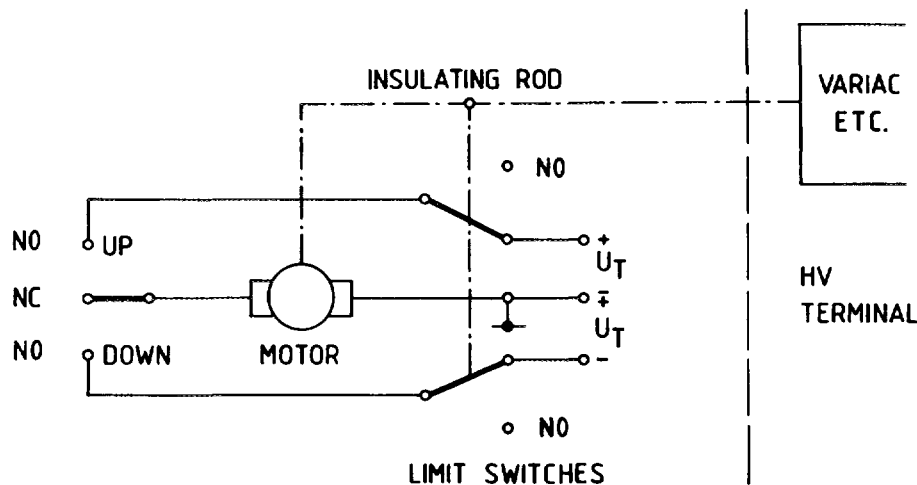 INSULATING ROD
VARIAC
ETC.
NO
NO
UP
+
U_T
NC
∓
U_T
HV
TERMINAL
NO
DOWN
MOTOR
-
NO
LIMIT SWITCHES